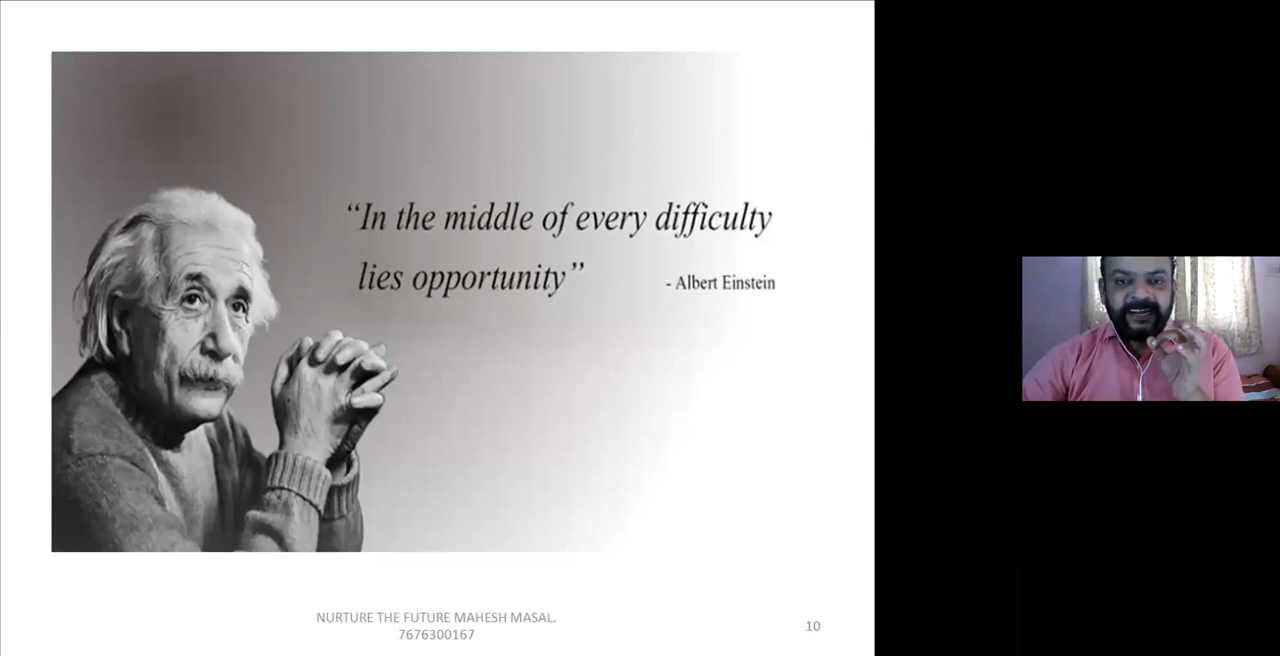 “In the middle of every difficulty
lies opportunity”
- Albert Einstein
NURTURE THE FUTURE MAHESH MASAL.
7676300167
10